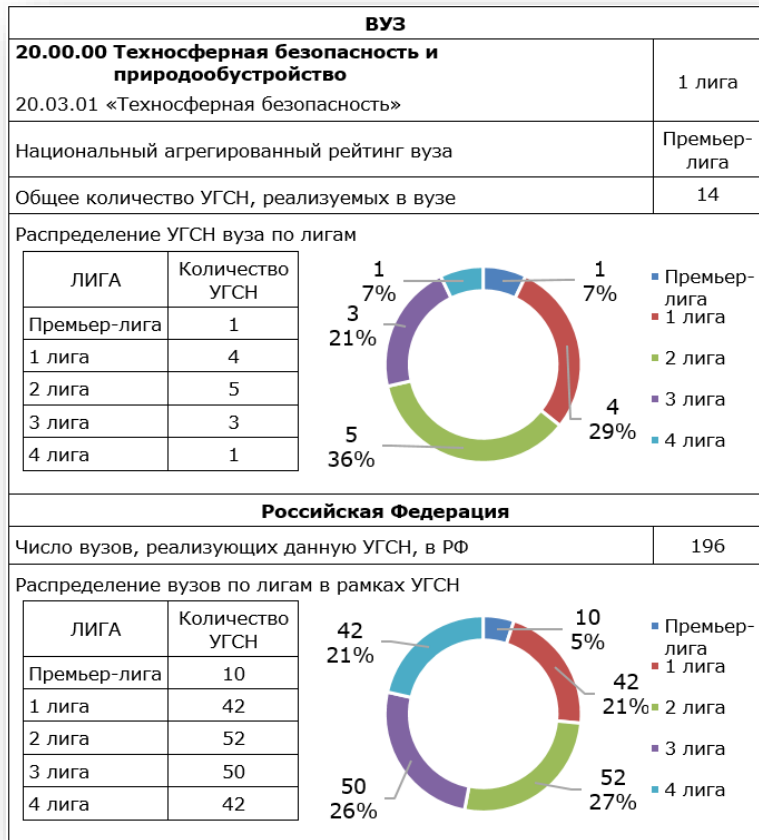 ВУЗ
20.00.00 Техносферная безопасность и
природообустройство
20.03.01 «Техносферная безопасность»
1 лига
Национальный агрегированный рейтинг вуза
Премьер-
лига
Общее количество УГСН, реализуемых в вузе
14
Распределение УГСН вуза по лигам
ЛИГА
Количество
УГСН
Премьер-лига 1
1 лига 4
2 лига 5
3 лига 3
4 лига 1
1
7%
1
7%
3
21%
4
29%
5
36%
Премьер-
лига
1 лига
2 лига
3 лига
4 лига
Российская Федерация
Число вузов, реализующих данную УГСН, в РФ
196
Распределение вузов по лигам в рамках УГСН
ЛИГА
Количество
УГСН
Премьер-лига 10
1 лига 42
2 лига 52
3 лига 50
4 лига 42
42
21%
10
5%
42
21%
50
26%
52
27%
Премьер-
лига
1 лига
2 лига
3 лига
4 лига